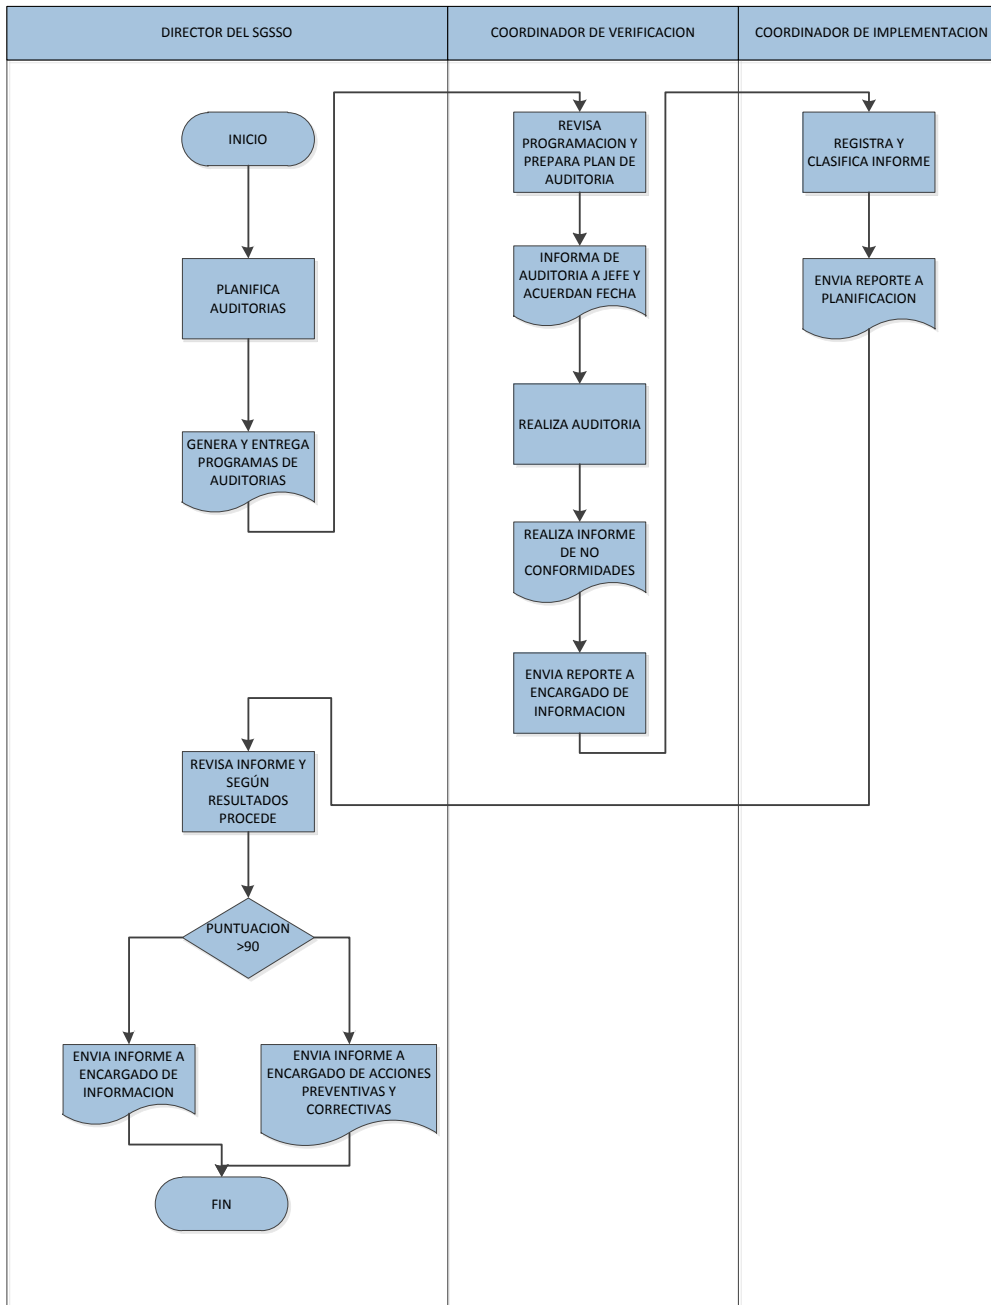 DIRECTOR DEL SGSSO
COORDINADOR DE VERIFICACION
COORDINADOR DE IMPLEMENTACION
INICIO
PLANIFICA
AUDITORIAS
GENERA Y ENTREGA
PROGRAMAS DE
AUDITORIAS
REVISA
PROGRAMACION Y
PREPARA PLAN DE
AUDITORIA
INFORMA DE
AUDITORIA A JEFE Y
ACUERDAN FECHA
REALIZA AUDITORIA
REALIZA INFORME
DE NO
CONFORMIDADES
ENVIA REPORTE A
ENCARGADO DE
INFORMACION
REGISTRA Y
CLASIFICA INFORME
ENVIA REPORTE A
PLANIFICACION
REVISA INFORME Y
SEGÚN
RESULTADOS
PROCEDE
PUNTUACION
>90
ENVIA INFORME A
ENCARGADO DE
INFORMACION
ENVIA INFORME A
ENCARGADO DE ACCIONES
PREVENTIVAS Y
CORRECTIVAS
FIN